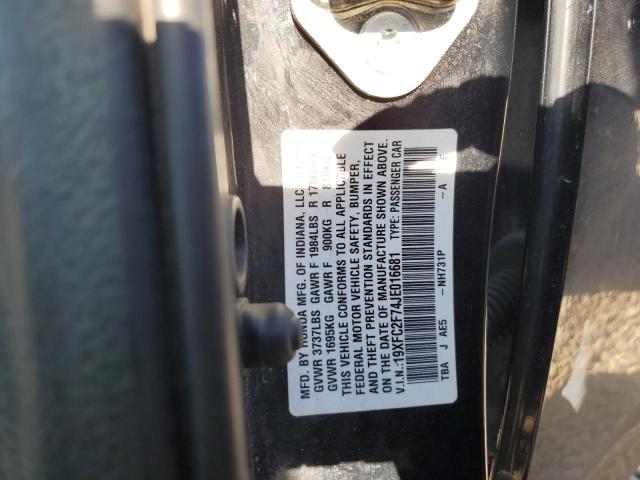 MFD. BY HONDA MFG. OF INDIANA, LLC
GVWR 3737LBS GAWR F 1984LBS R
GVWR 1695KG GAWR F 900KG R
THIS VEHICLE CONFORMS TO ALL APPLICABLE
FEDERAL MOTOR VEHICLE SAFETY, BUMPER,
AND THEFT PREVENTION STANDARDS IN EFFECT
ON THE DATE OF MANUFACTURE SHOWN ABOVE.
V.I.N.:19XFC2F74JE016681 TYPE: PASSENGER CAR
TBA J AE5 -NH731P -A